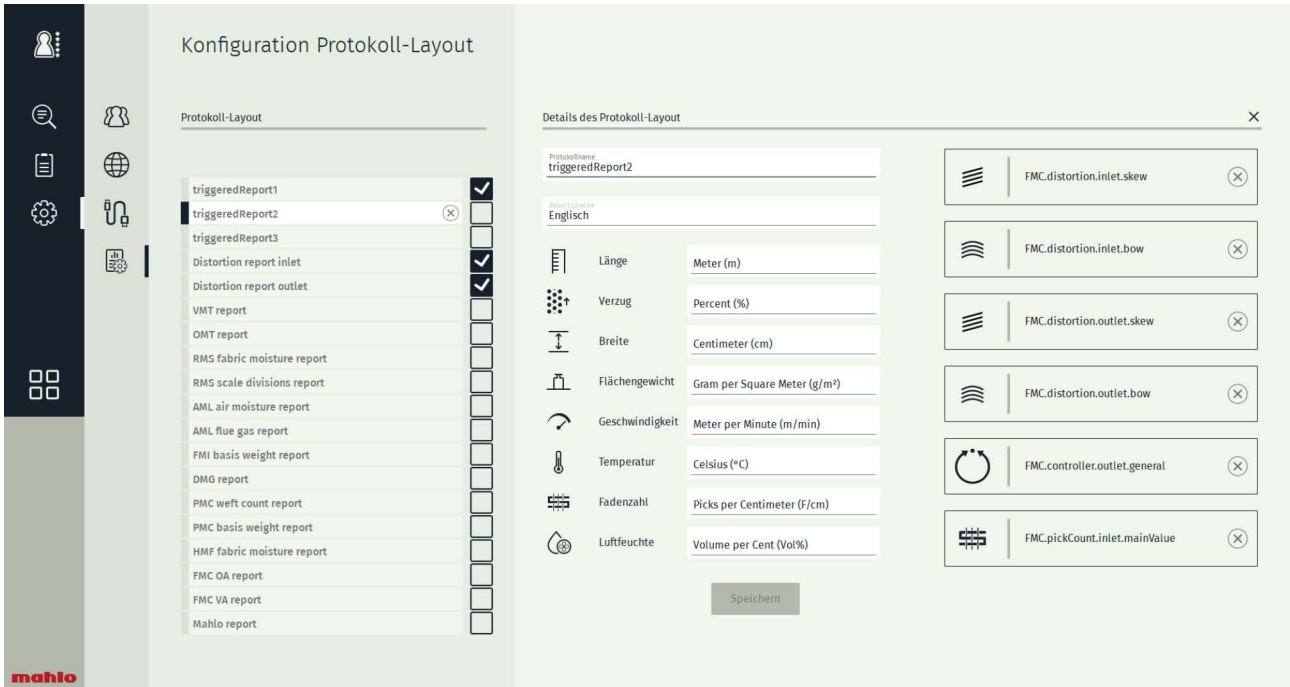 Konfiguration Protokoll-Layout
Protokoll-Layout
triggeredReport1
triggeredReport2
triggeredReport3
Distortion report inlet
Distortion report outlet
VMT report
OMT report
RMS fabric moisture report
RMS scale divisions report
AML air moisture report
AML flue gas report
FMI basis weight report
DMG report
PMC weft count report
PMC basis weight report
HMF fabric moisture report
FMC OA report
FMC VA report
Mahlo report
Details des Protokoll-Layout
Protokollname
triggeredReport2
Reportsprache
Englisch
Länge Meter (m)
Verzug Percent (%)
Breite Centimeter (cm)
Flächengewicht Gram per Square Meter (g/m²)
Geschwindigkeit Meter per Minute (m/min)
Temperatur Celsius (°C)
Fadenzahl Picks per Centimeter (F/cm)
Luftfeuchte Volume per Cent (Vol%)
Speichern
FMC.distortion.inlet.skew
FMC.distortion.inlet.bow
FMC.distortion.outlet.skew
FMC.distortion.outlet.bow
FMC.controller.outlet.general
FMC.pickCount.inlet.mainValue
mahlo